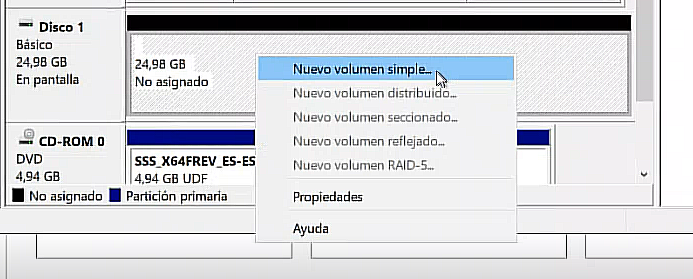 Disco 1
Básico
24,98 GB
En pantalla
24,98 GB
No asignado
Nuevo volumen simple...
Nuevo volumen distribuido...
Nuevo volumen seccionado...
Nuevo volumen reflejado...
Nuevo volumen RAID-5...
Propiedades
Ayuda
CD-ROM 0
DVD
4,94 GB
SSS_X64FREV_ES-ES
4,94 GB UDF
No asignado
Partición primaria